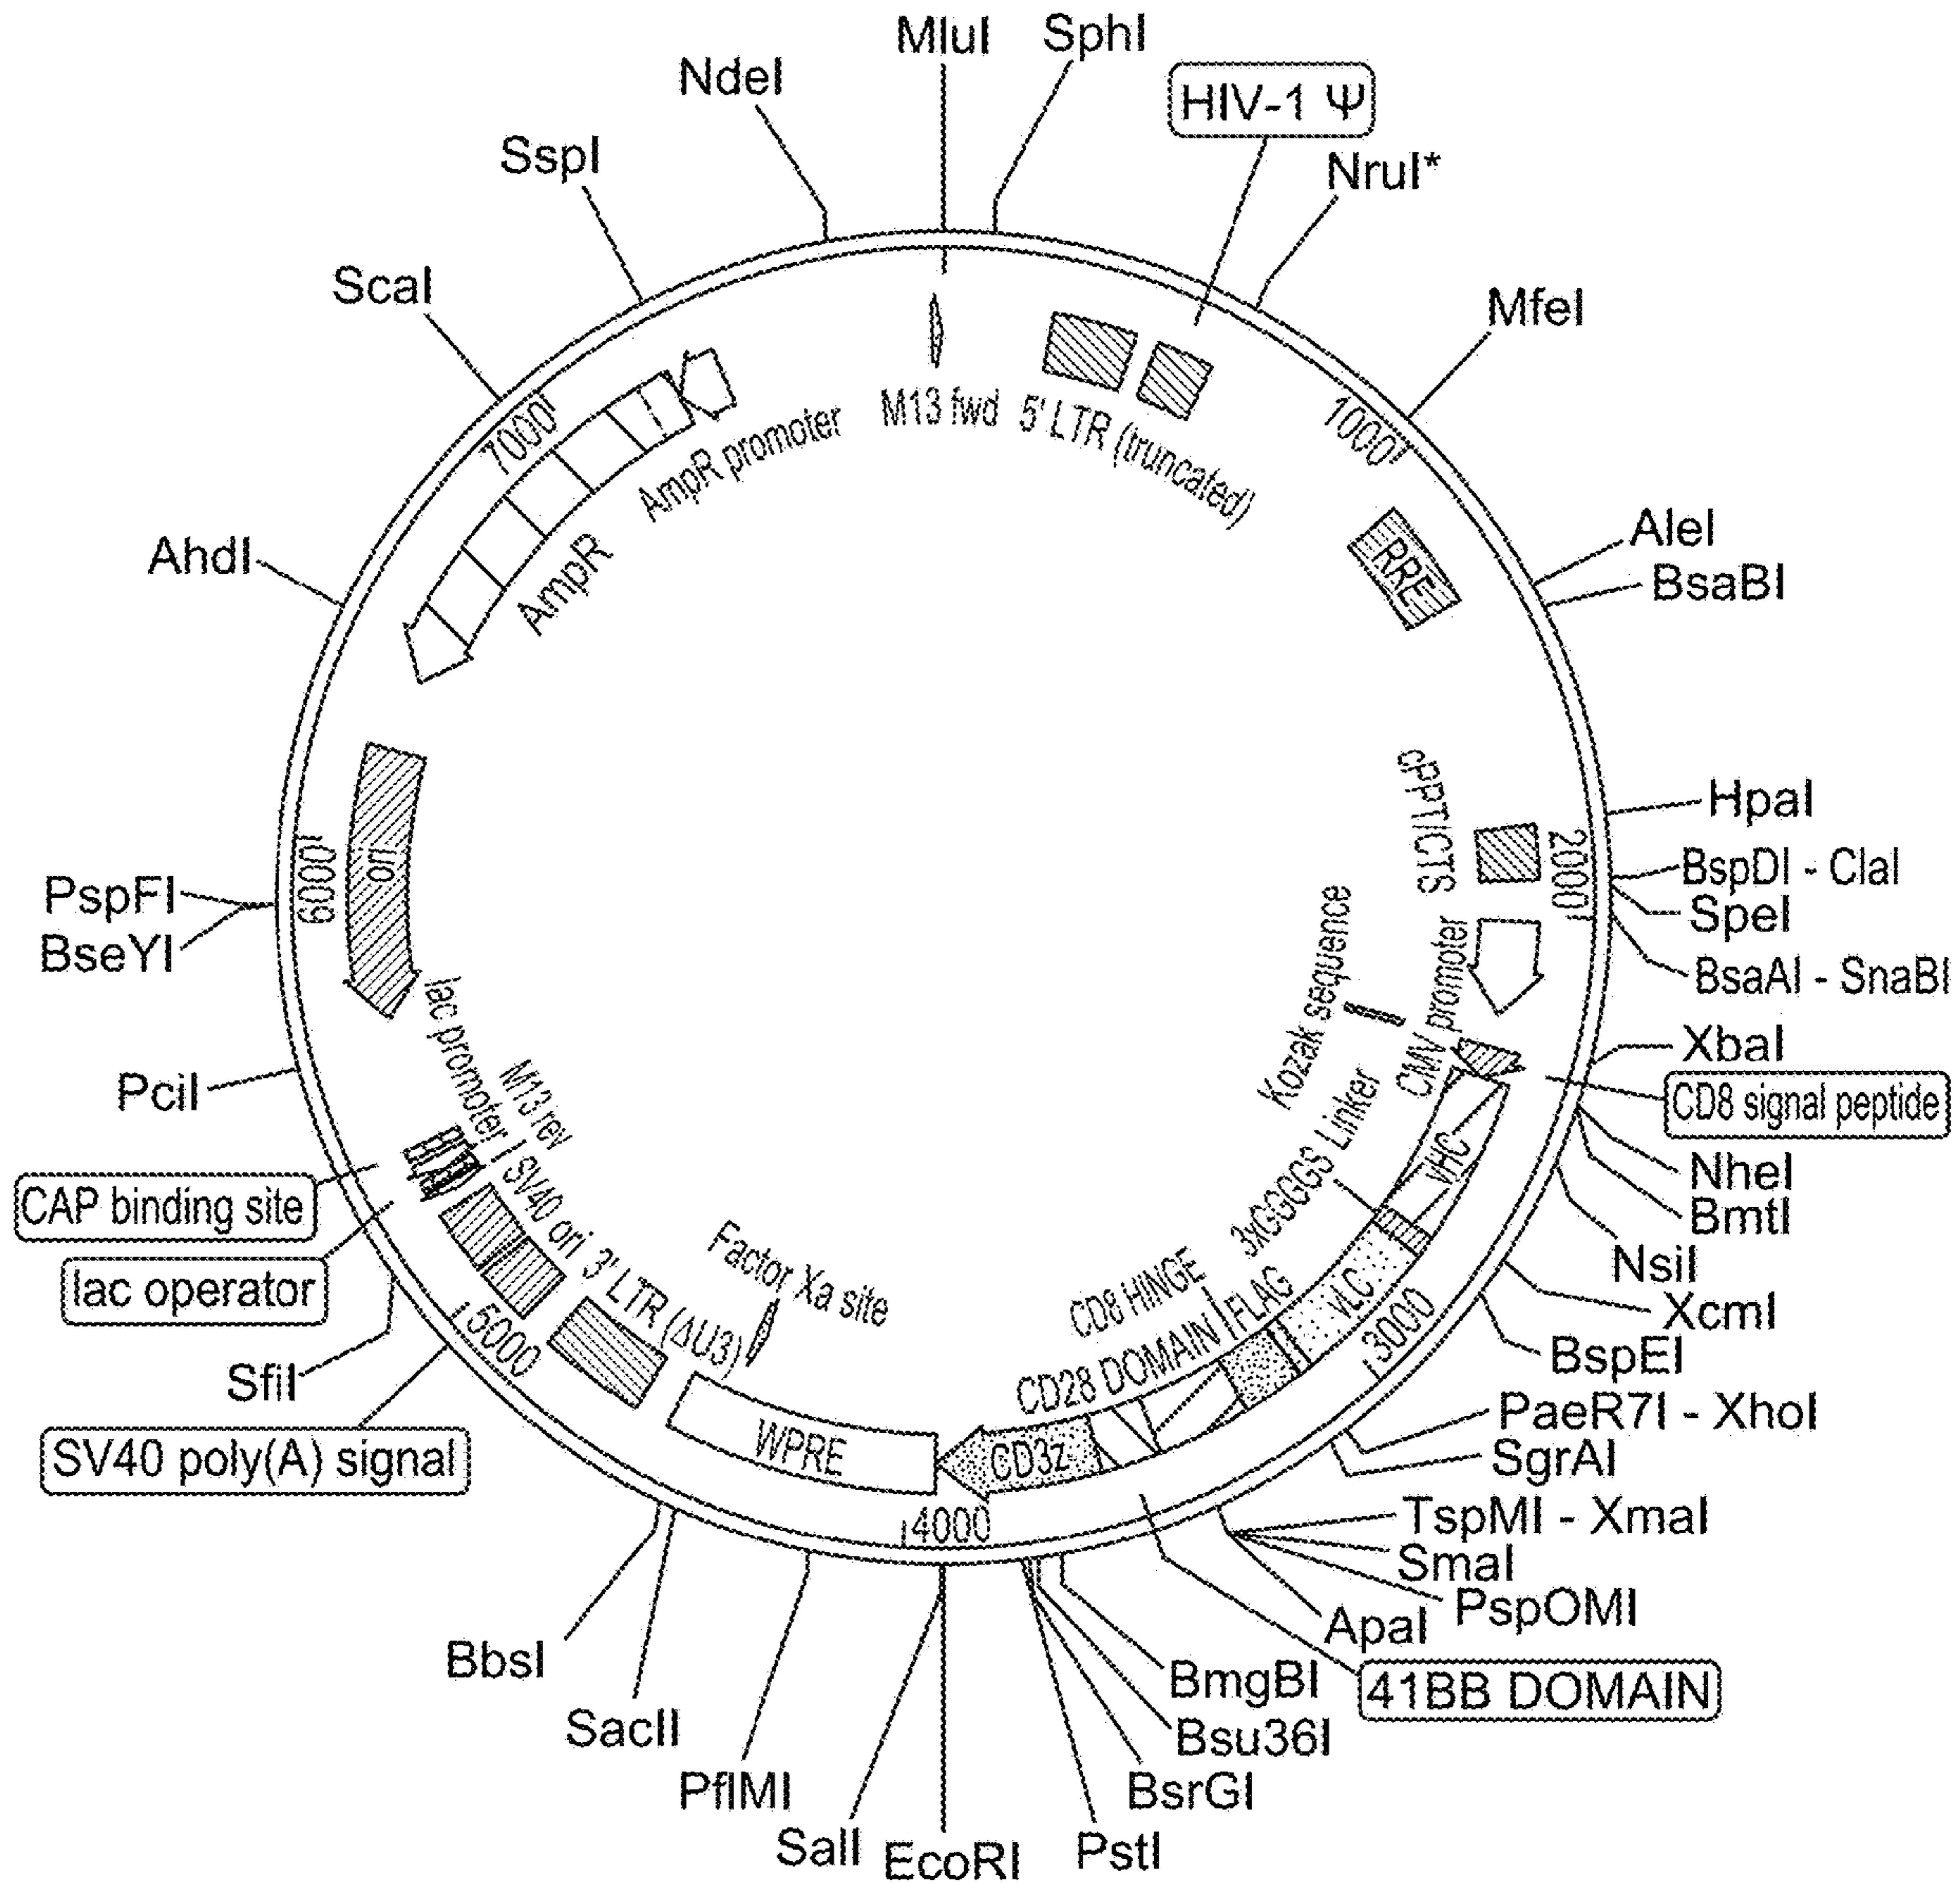 MluI
SphI
HIV-1 Ψ
NruI*
MfeI
AleI
BsaBI
HpaI
BspDI - ClaI
SpeI
BsaAI - SnaBI
XbaI
CD8 signal peptide
NheI
BmtI
NsiI
XcmI
BspEI
PaeR7I - XhoI
SgrAI
TspMI - XmaI
SmaI
PspOMI
ApaI
41BB DOMAIN
BmgBI
Bsu36I
BsrGI
PstI
EcoRI
SalI
PflMI
SacII
BbsI
SV40 poly(A) signal
SfiI
lac operator
CAP binding site
PciI
BseYI
PspFI
AhdI
ScaI
SspI
NdeI
M13 fwd
5' LTR (truncated)
1000
RRE
cPPT/CTS
2000
CMV promoter
Kozak sequence
VHC
3xGGGGS Linker
VLC
3000
FLAG
CD8 HINGE
CD28 DOMAIN
CD3z
4000
WPRE
Factor Xa site
3' LTR (ΔU3)
5000
SV40 ori
M13 rev
lac promoter
ori
6000
AmpR
7000
AmpR promoter